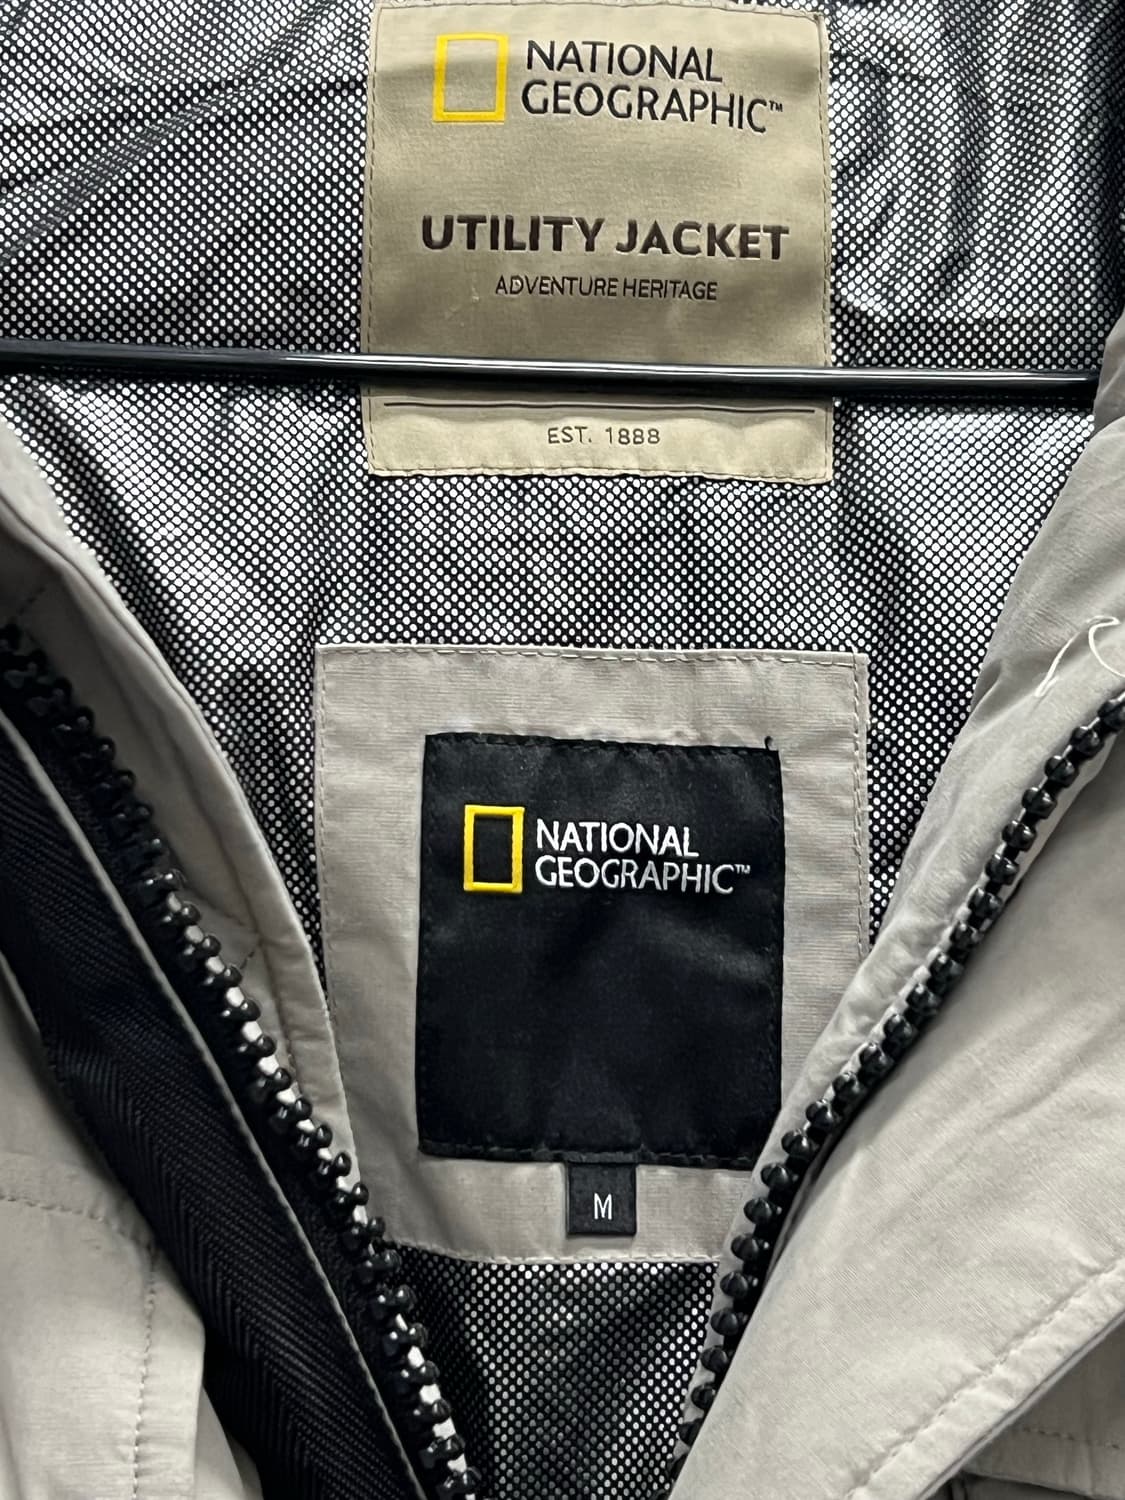 NATIONAL
GEOGRAPHIC™
UTILITY JACKET
ADVENTURE HERITAGE
EST. 1888
NATIONAL
GEOGRAPHIC™
M